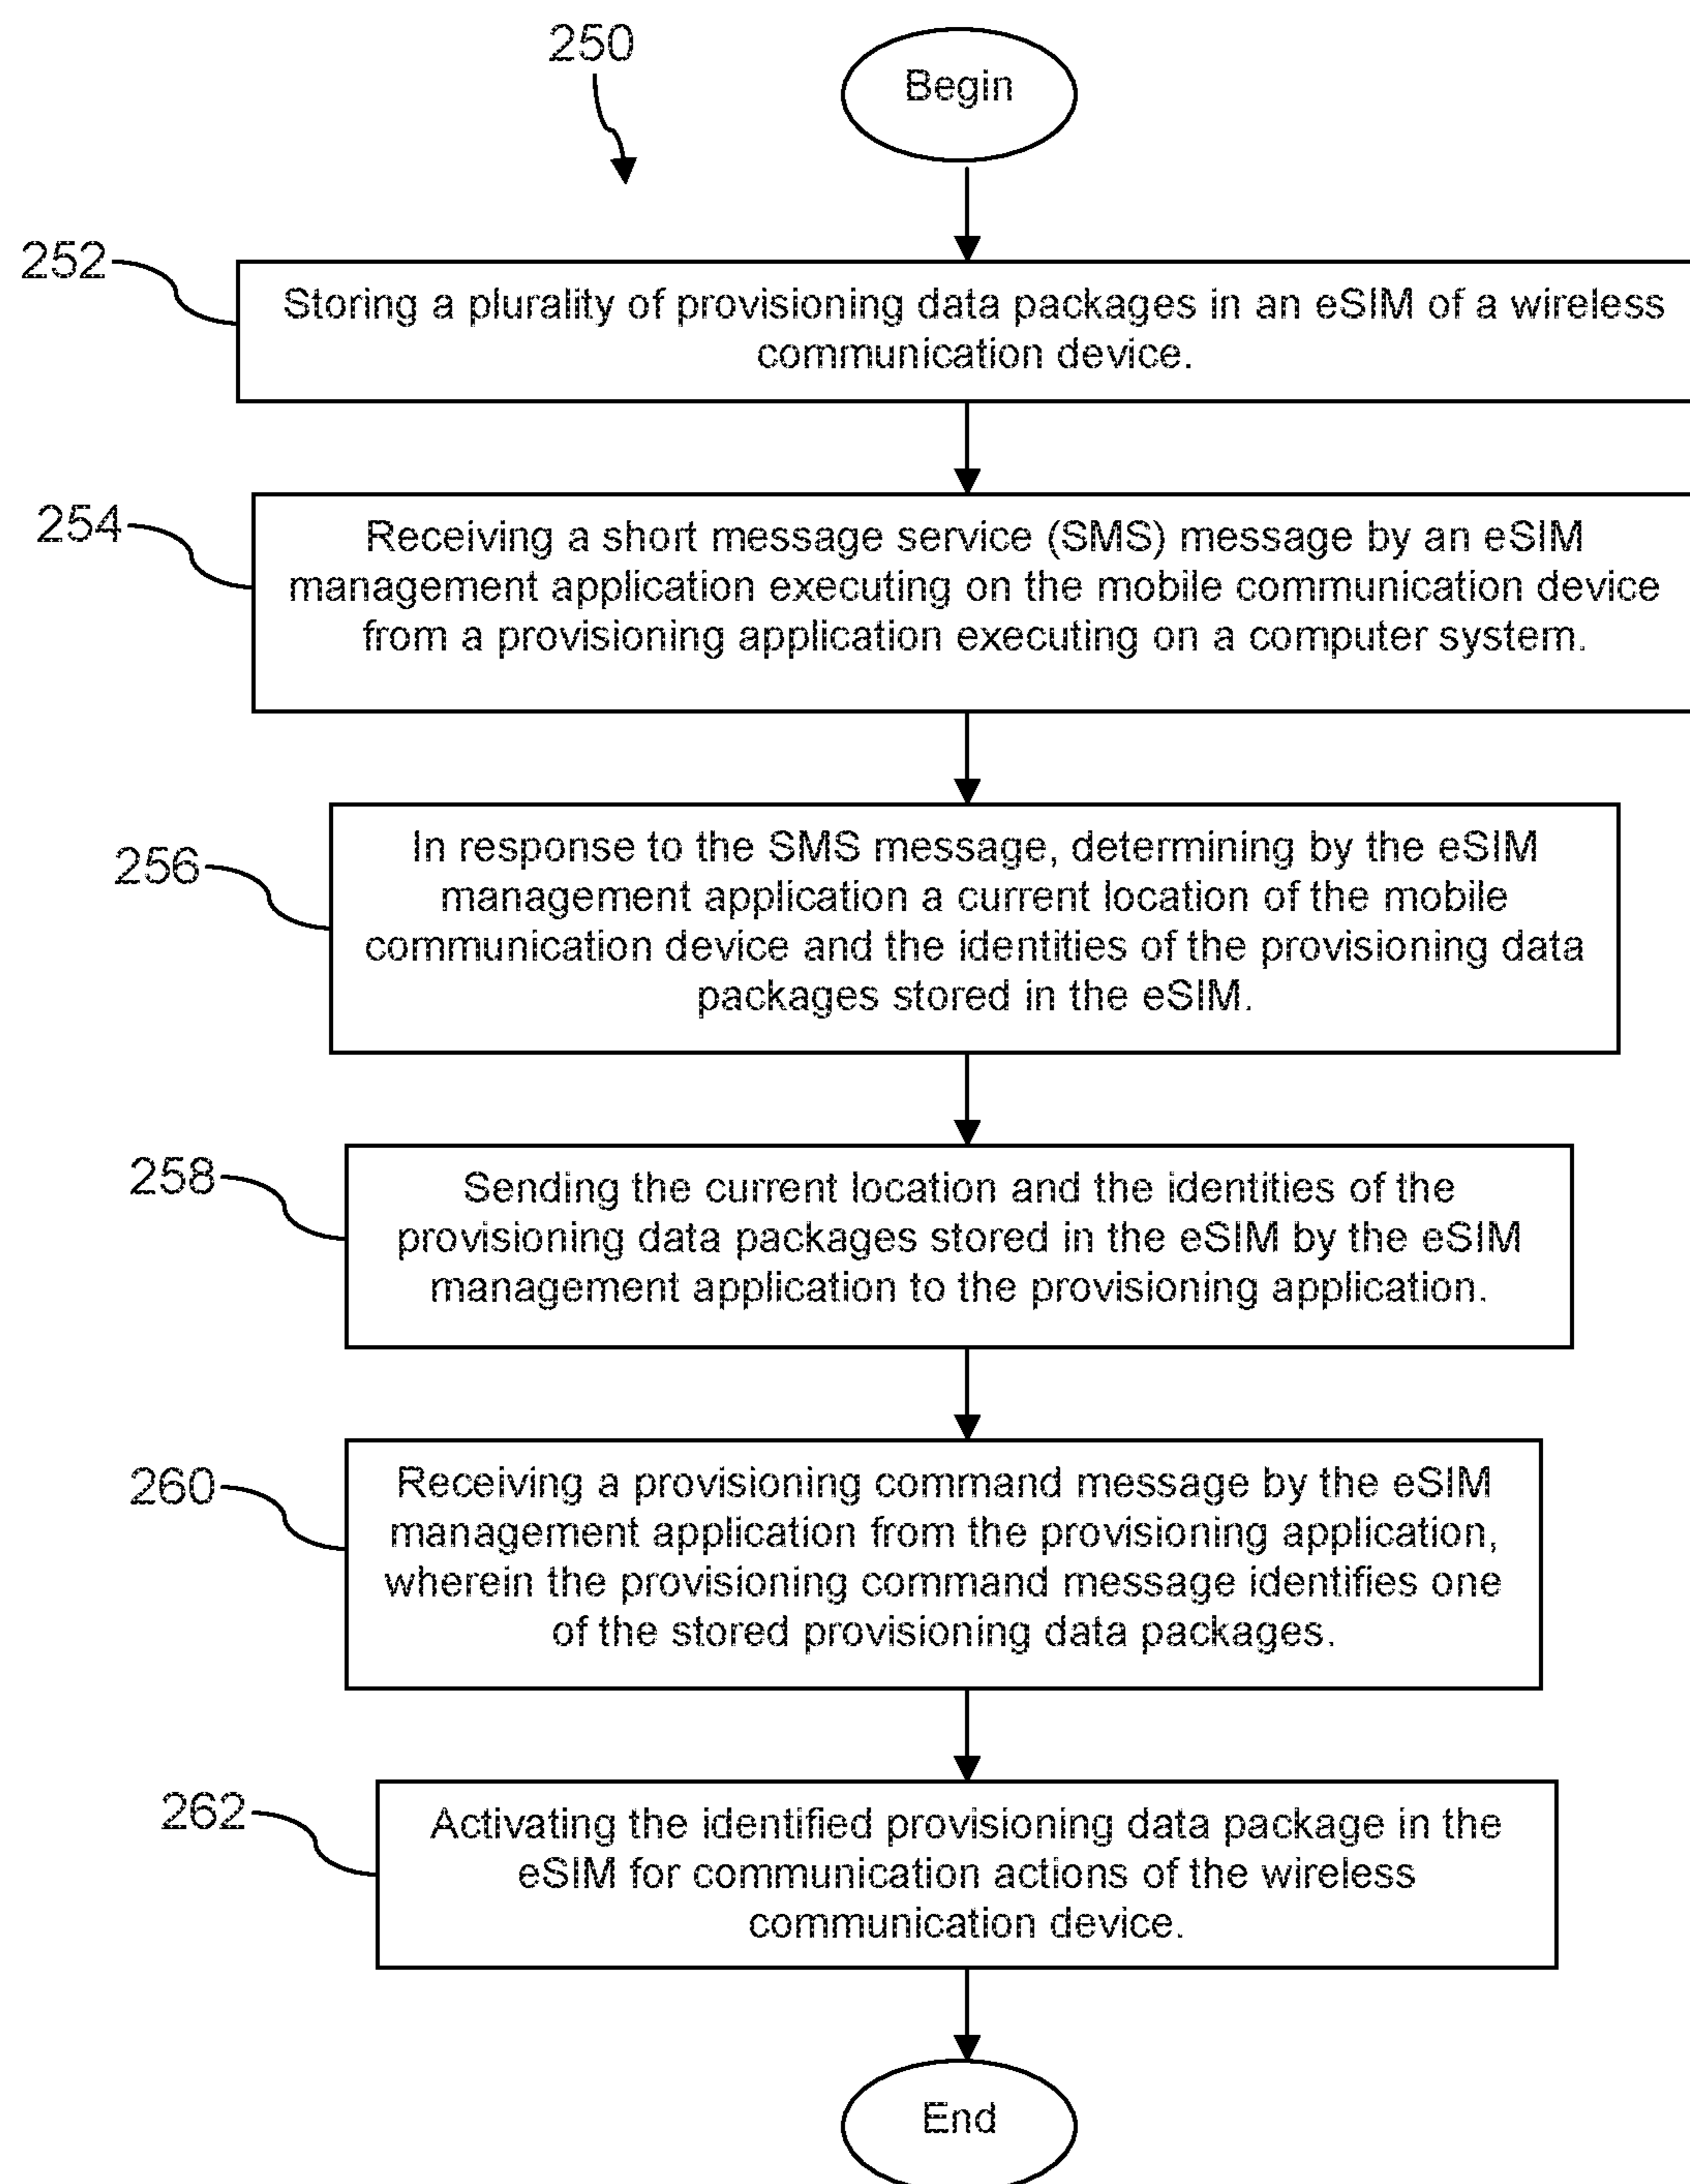 250
Begin
252
Storing a plurality of provisioning data packages in an eSIM of a wireless
communication device.
254
Receiving a short message service (SMS) message by an eSIM
management application executing on the mobile communication device
from a provisioning application executing on a computer system.
256
In response to the SMS message, determining by the eSIM
management application a current location of the mobile
communication device and the identities of the provisioning data
packages stored in the eSIM.
258
Sending the current location and the identities of the
provisioning data packages stored in the eSIM by the eSIM
management application to the provisioning application.
260
Receiving a provisioning command message by the eSIM
management application from the provisioning application,
wherein the provisioning command message identifies one
of the stored provisioning data packages.
262
Activating the identified provisioning data package in the
eSIM for communication actions of the wireless
communication device.
End